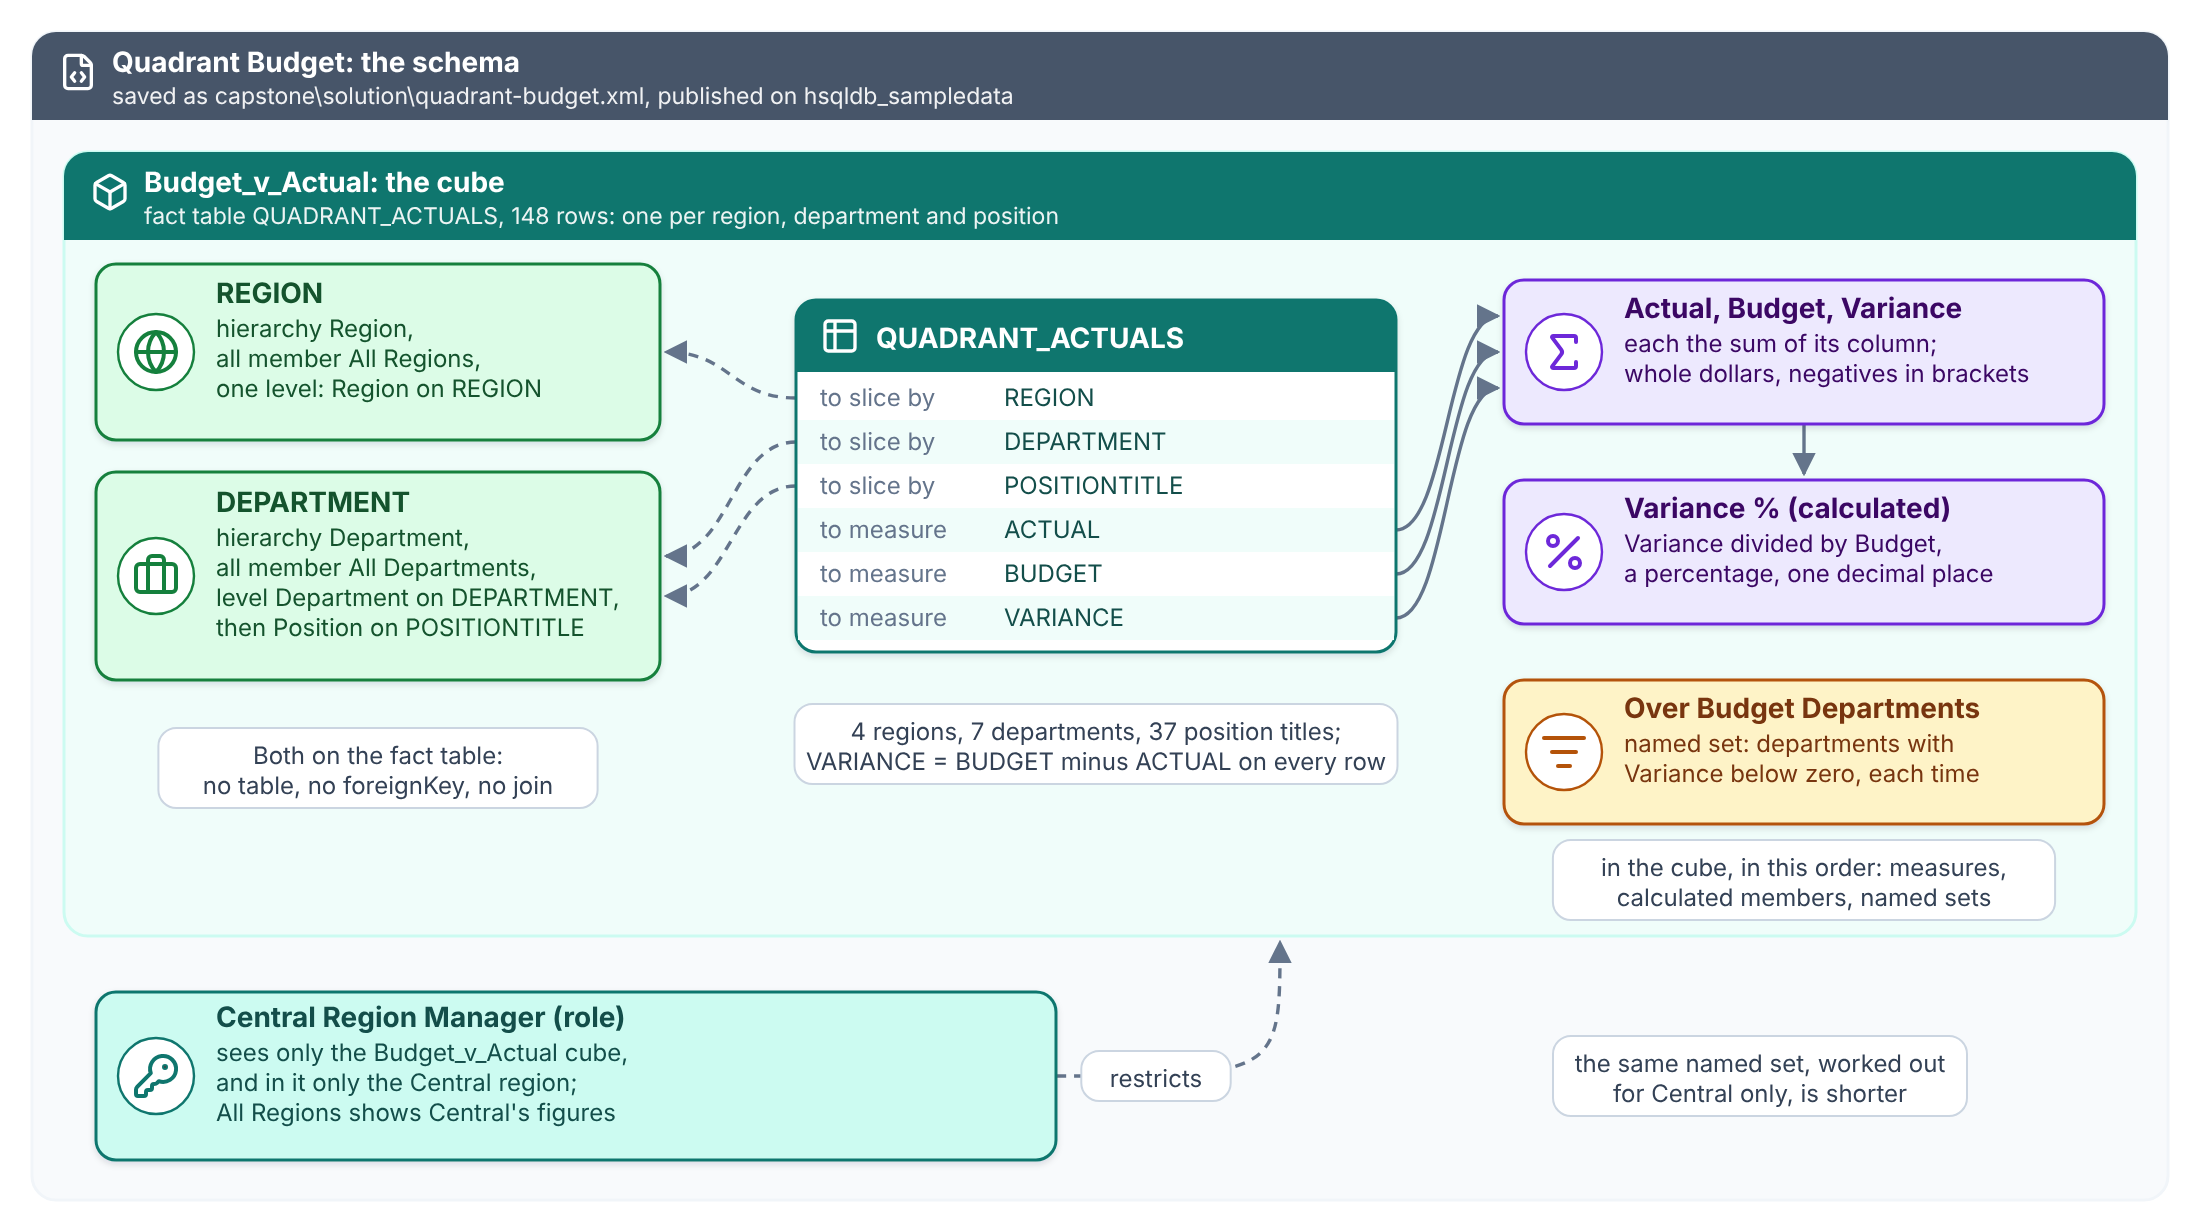 Quadrant Budget: the schema
saved as capstone\solution\quadrant-budget.xml, published on hsqldb_sampledata
Budget_v_Actual: the cube
fact table QUADRANT_ACTUALS, 148 rows: one per region, department and position
REGION
hierarchy Region,
all member All Regions,
one level: Region on REGION
DEPARTMENT
hierarchy Department,
all member All Departments,
level Department on DEPARTMENT,
then Position on POSITIONTITLE
Both on the fact table:
no table, no foreignKey, no join
QUADRANT_ACTUALS
to slice by REGION
to slice by DEPARTMENT
to slice by POSITIONTITLE
to measure ACTUAL
to measure BUDGET
to measure VARIANCE
4 regions, 7 departments, 37 position titles;
VARIANCE = BUDGET minus ACTUAL on every row
Actual, Budget, Variance
each the sum of its column;
whole dollars, negatives in brackets
Variance % (calculated)
Variance divided by Budget,
a percentage, one decimal place
Over Budget Departments
named set: departments with
Variance below zero, each time
in the cube, in this order: measures,
calculated members, named sets
Central Region Manager (role)
sees only the Budget_v_Actual cube,
and in it only the Central region;
All Regions shows Central's figures
restricts
the same named set, worked out
for Central only, is shorter